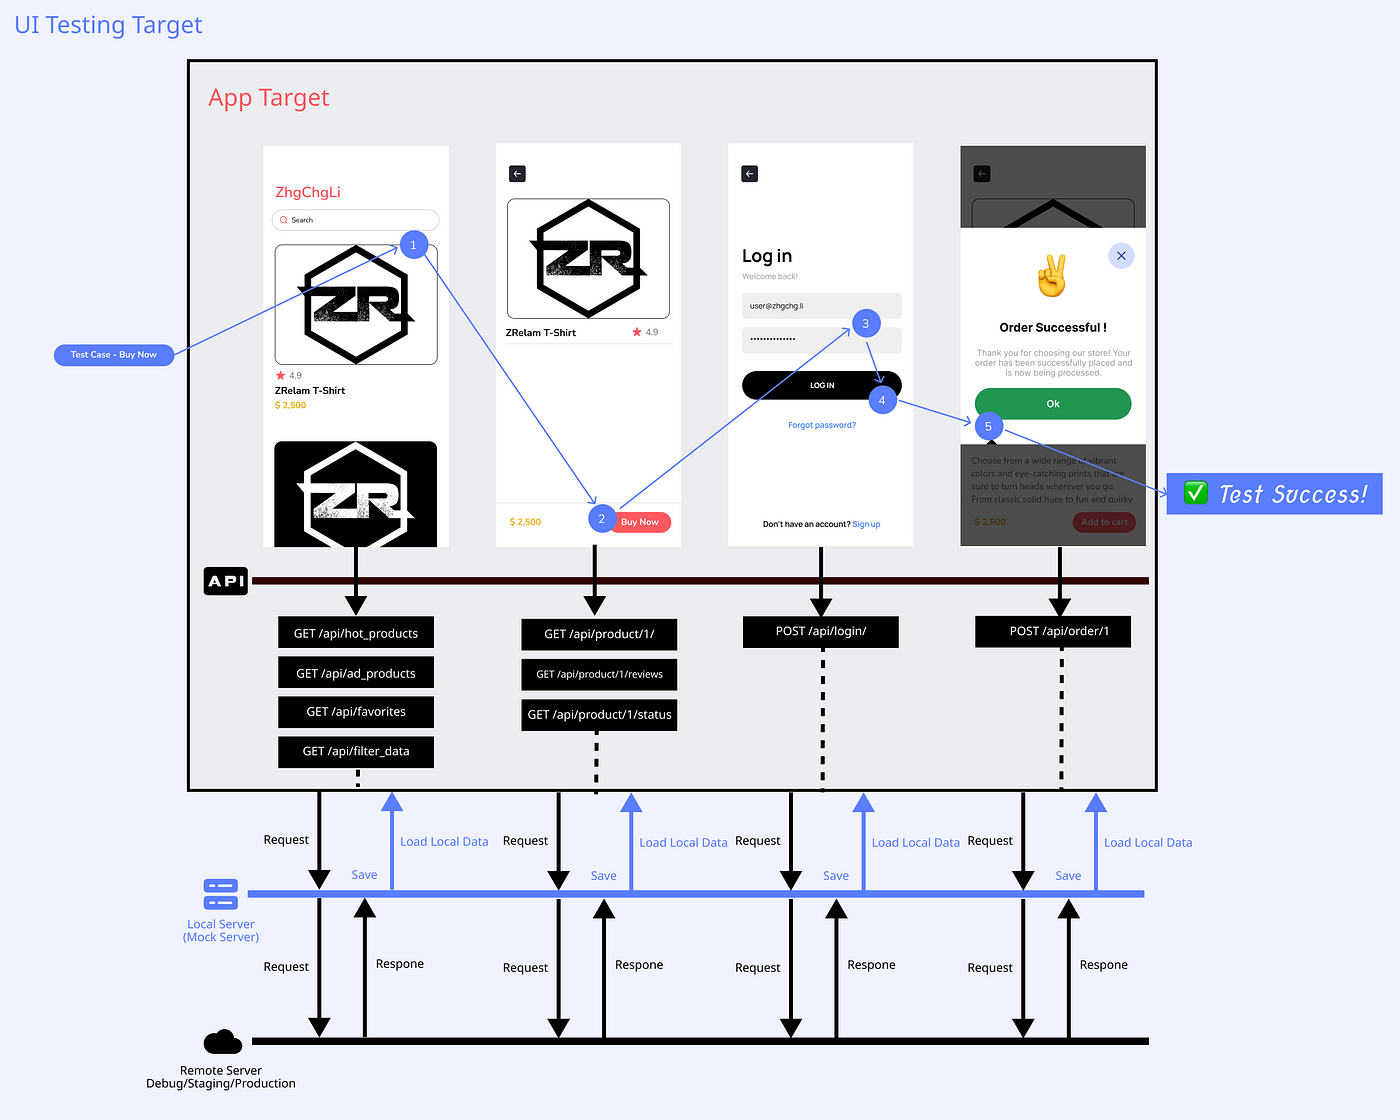 UI Testing Target
App Target
ZhgChgLi
Search
1
ZR
4.9
ZRelam T-Shirt
$ 2,500
ZR
ZR
ZRelam T-Shirt
4.9
$ 2,500
2
Buy Now
Log in
Welcome back!
user@zhgchg.li
3
LOG IN
4
Forgot password?
Don't have an account? Sign up
Order Successful !
Thank you for choosing our store! Your
order has been successfully placed and
is now being processed.
Ok
5
Choose from a wide range of vibrant
colors and eye-catching prints that are
sure to turn heads wherever you go.
From classic solid hues to fun and quirky
$ 2,500
Add to cart
Test Case - Buy Now
✅ Test Success!
API
GET /api/hot_products
GET /api/ad_products
GET /api/favorites
GET /api/filter_data
GET /api/product/1/
GET /api/product/1/reviews
GET /api/product/1/status
POST /api/login/
POST /api/order/1
Request
Load Local Data
Save
Request
Load Local Data
Save
Request
Load Local Data
Save
Request
Load Local Data
Save
Local Server
(Mock Server)
Request
Respone
Request
Respone
Request
Respone
Request
Respone
Remote Server
Debug/Staging/Production